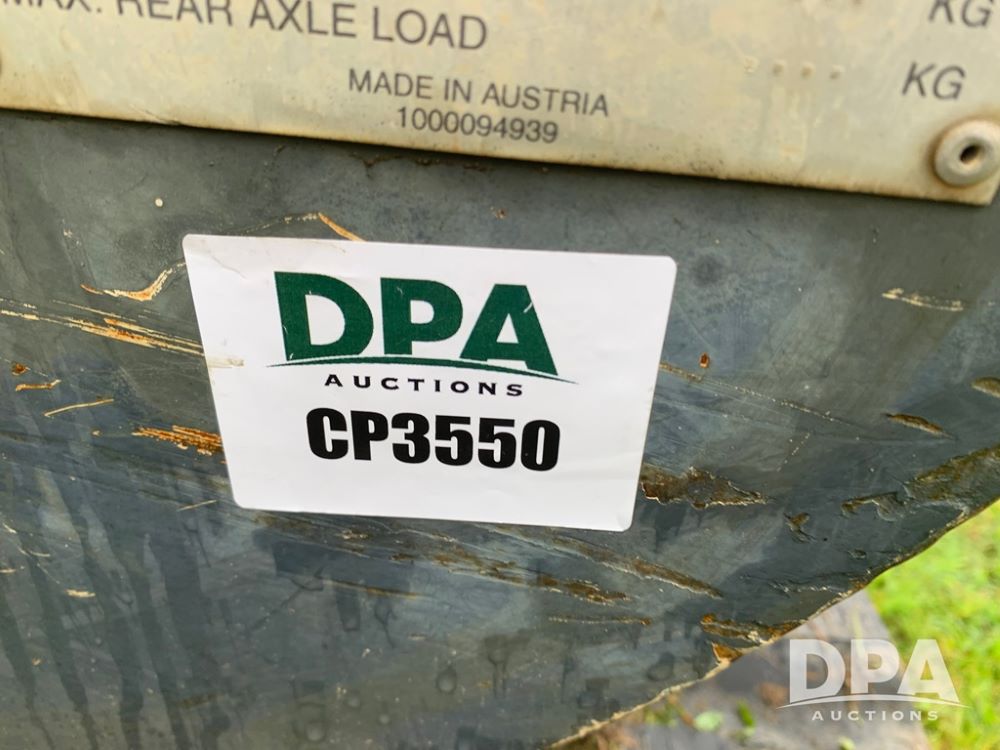 MAX. REAR AXLE LOAD KG
KG
MADE IN AUSTRIA
1000094939
DPA
AUCTIONS
CP3550
DPA
AUCTIONS